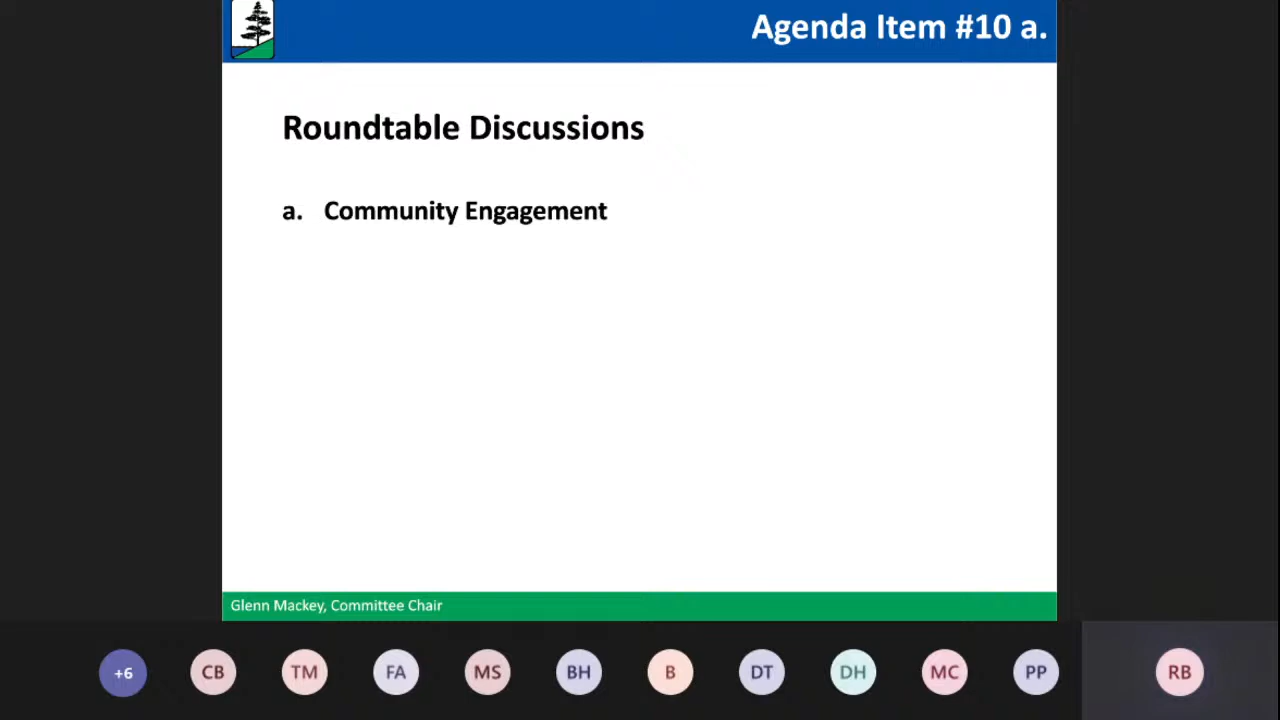 Agenda Item #10 a.
Roundtable Discussions
a. Community Engagement
Glenn Mackey, Committee Chair
+6 CB TM FA MS BH B DT DH MC PP RB